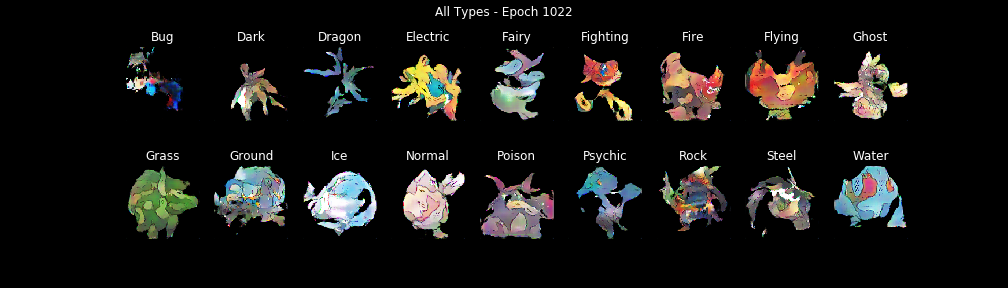 All Types - Epoch 1022
Bug Dark Dragon Electric Fairy Fighting Fire Flying Ghost
Grass Ground Ice Normal Poison Psychic Rock Steel Water